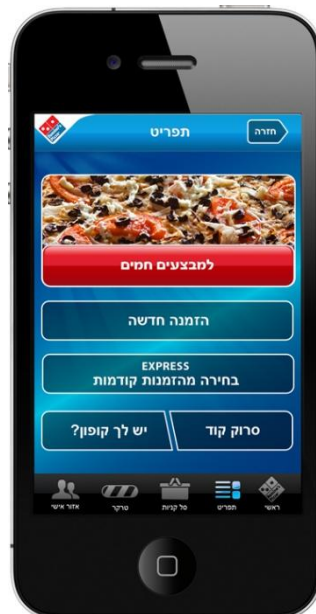 תפריט
חזרה
למבצעים חמים
הזמנה חדשה
EXPRESS
בחירה מהזמנות קודמות
סרוק קוד
יש לך קופון?
ראשי
תפריט
סל קניות
טרקר
אזור אישי